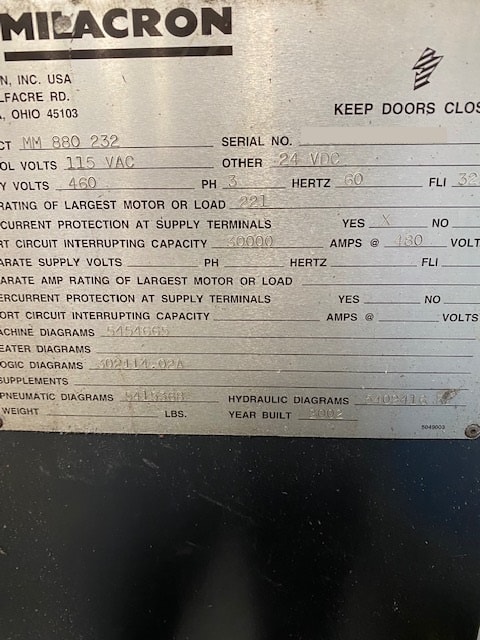 MILACRON
N, INC. USA
LFACRE RD.
, OHIO 45103
KEEP DOORS CLOS
CT MM 880 232 SERIAL NO.
OL VOLTS 115 VAC OTHER 24 VDC
Y VOLTS 460 PH 3 HERTZ 60 FLI 32
RATING OF LARGEST MOTOR OR LOAD 221
CURRENT PROTECTION AT SUPPLY TERMINALS YES X NO
RT CIRCUIT INTERRUPTING CAPACITY 30000 AMPS @ 480 VOLT
ARATE SUPPLY VOLTS PH HERTZ FLI
ARATE AMP RATING OF LARGEST MOTOR OR LOAD
ERCURRENT PROTECTION AT SUPPLY TERMINALS YES NO
ORT CIRCUIT INTERRUPTING CAPACITY AMPS @ VOLTS
ACHINE DIAGRAMS 5454665
EATER DIAGRAMS
OGIC DIAGRAMS 302414.02A
SUPPLEMENTS
PNEUMATIC DIAGRAMS HYDRAULIC DIAGRAMS
WEIGHT LBS. YEAR BUILT 2002
5049003